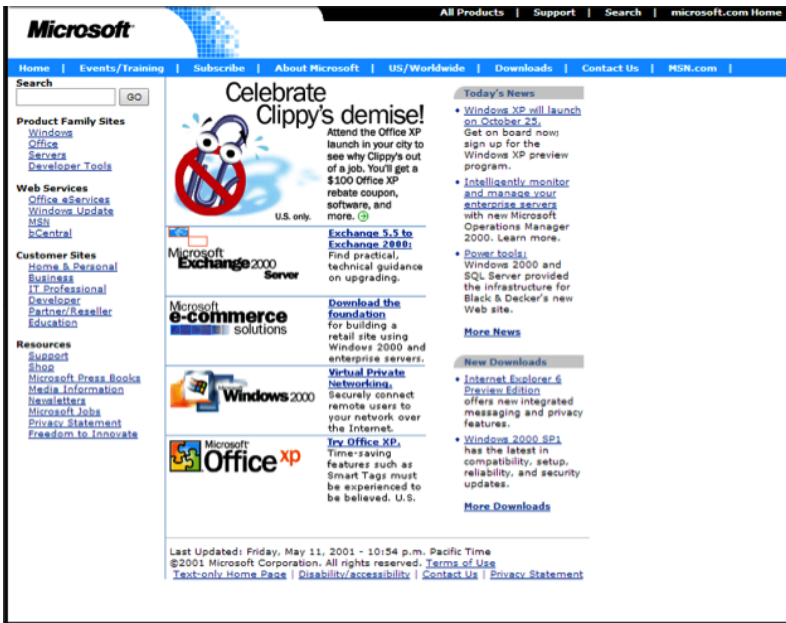 All Products | Support | Search | microsoft.com Home
Microsoft
Home | Events/Training | Subscribe | About Microsoft | US/Worldwide | Downloads | Contact Us | MSN.com |
Search
GO
Product Family Sites
Windows
Office
Servers
Developer Tools
Web Services
Office eServices
Windows Update
MSN
bCentral
Customer Sites
Home & Personal
Business
IT Professional
Developer
Partner/Reseller
Education
Resources
Support
Shop
Microsoft Press Books
Media Information
Newsletters
Microsoft Jobs
Privacy Statement
Freedom to Innovate
Celebrate
Clippy's demise!
Attend the Office XP
launch in your city to
see why Clippy's out
of a job. You'll get a
$100 Office XP
rebate coupon,
software, and
more.
U.S. only.
Microsoft
Exchange 2000
Server
Exchange 5.5 to
Exchange 2000:
Find practical,
technical guidance
on upgrading.
Microsoft
e-commerce
solutions
Download the
foundation
for building a
retail site using
Windows 2000 and
enterprise servers.
Windows 2000
Virtual Private
Networking.
Securely connect
remote users to
your network over
the Internet.
Microsoft
Office xp
Try Office XP.
Time-saving
features such as
Smart Tags must
be experienced to
be believed. U.S.
Today's News
• Windows XP will launch
on October 25.
Get on board now;
sign up for the
Windows XP preview
program.
• Intelligently monitor
and manage your
enterprise servers
with new Microsoft
Operations Manager
2000. Learn more.
• Power tools:
Windows 2000 and
SQL Server provided
the infrastructure for
Black & Decker's new
Web site.
More News
New Downloads
• Internet Explorer 6
Preview Edition
offers new integrated
messaging and privacy
features.
• Windows 2000 SP1
has the latest in
compatibility, setup,
reliability, and security
updates.
More Downloads
Last Updated: Friday, May 11, 2001 - 10:54 p.m. Pacific Time
©2001 Microsoft Corporation. All rights reserved. Terms of Use
Text-only Home Page | Disability/accessibility | Contact Us | Privacy Statement